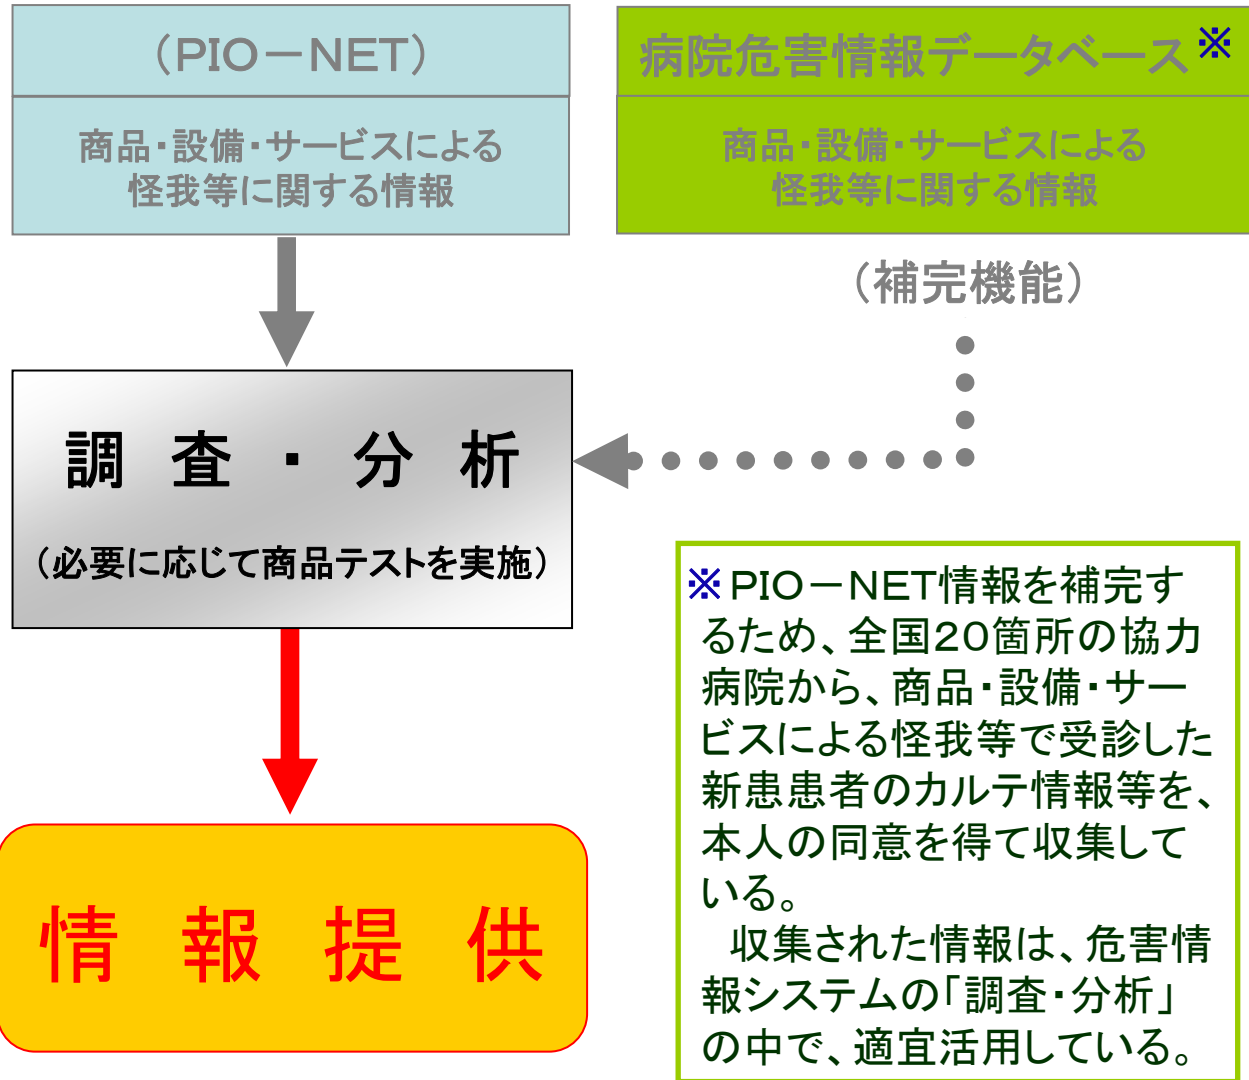 （PIO－NET）
商品・設備・サービスによる
怪我等に関する情報
病院危害情報データベース※
商品・設備・サービスによる
怪我等に関する情報
（補完機能）
調 査 ・ 分 析
（必要に応じて商品テストを実施）
情 報 提 供
※PIO－NET情報を補完す
るため、全国20箇所の協力
病院から、商品・設備・サー
ビスによる怪我等で受診した
新患患者のカルテ情報等を、
本人の同意を得て収集して
いる。
収集された情報は、危害情
報システムの「調査・分析」
の中で、適宜活用している。